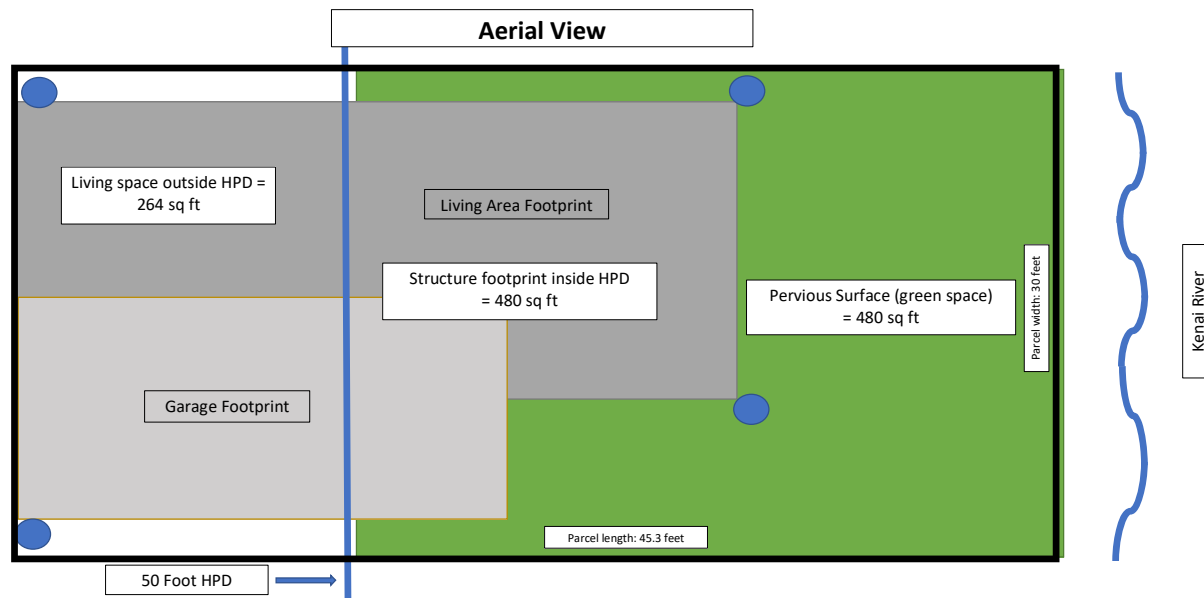 Aerial View
Living space outside HPD =
264 sq ft
Living Area Footprint
Structure footprint inside HPD
= 480 sq ft
Pervious Surface (green space)
= 480 sq ft
Parcel width: 30 feet
Kenai River
Garage Footprint
Parcel length: 45.3 feet
50 Foot HPD